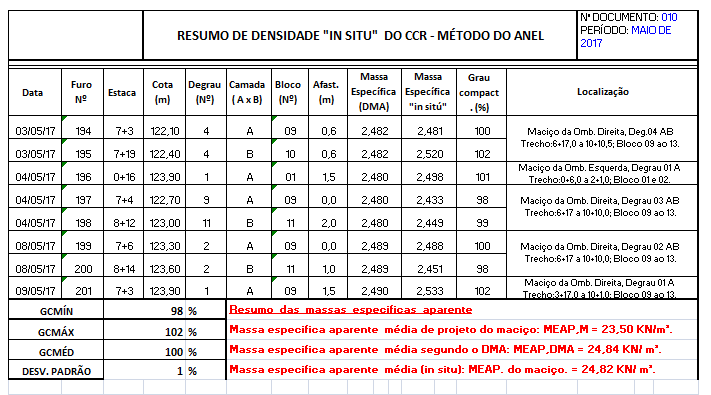 RESUMO DE DENSIDADE "IN SITU" DO CCR - MÉTODO DO ANEL
Nº DOCUMENTO: 010
PERÍODO: MAIO DE
2017
Data Furo Nº Estaca Cota (m) Degrau (Nº) Camada ( A x B) Bloco (Nº) Afast. (m) Massa Específica (DMA) Massa Específica "in sitú" Grau compact . (%) Localização
03/05/17 194 7+3 122,10 4 A 09 0,6 2,482 2,481 100
Maciço da Omb. Direita, Deg.04 AB
Trecho:6+17,0 a 10+10,5; Bloco 09 ao 13.
03/05/17 195 7+19 122,40 4 B 10 0,6 2,482 2,520 102
04/05/17 196 0+16 123,90 1 A 01 1,5 2,480 2,498 101
Maciço da Omb. Esquerda, Degrau 01 A
Trecho:0+6,0 a 2+1,0; Bloco 01 e 02.
04/05/17 197 7+4 122,70 9 A 09 0,0 2,480 2,433 98
Maciço da Omb. Direita, Degrau 03 AB
Trecho:6+17 a 10+10,0; Bloco 09 ao 13.
04/05/17 198 8+12 123,00 11 B 11 2,0 2,480 2,449 99
08/05/17 199 7+6 123,30 2 A 09 0,0 2,489 2,488 100
Maciço da Omb. Direita, Degrau 02 AB
Trecho:6+17 a 10+10,0; Bloco 09 ao 13.
08/05/17 200 8+14 123,60 2 B 11 1,0 2,489 2,451 98
09/05/17 201 7+3 123,90 1 A 09 1,5 2,490 2,533 102
Maciço da Omb. Direita, Degrau 01 A
Trecho:3+17,0 a 10+1,0; Bloco 09 ao 13.
GCMÍN 98 % Resumo das massas especificas aparente
GCMÁX 102 % Massa especifica aparente média de projeto do maciço: MEAP,M = 23,50 KN/m³.
GCMÉD 100 % Massa especifica aparente média segundo o DMA: MEAP,DMA = 24,84 KN/m³.
DESV. PADRÃO 1 % Massa especifica aparente média (in situ): MEAP. do maciço. = 24,82 KN/m³.